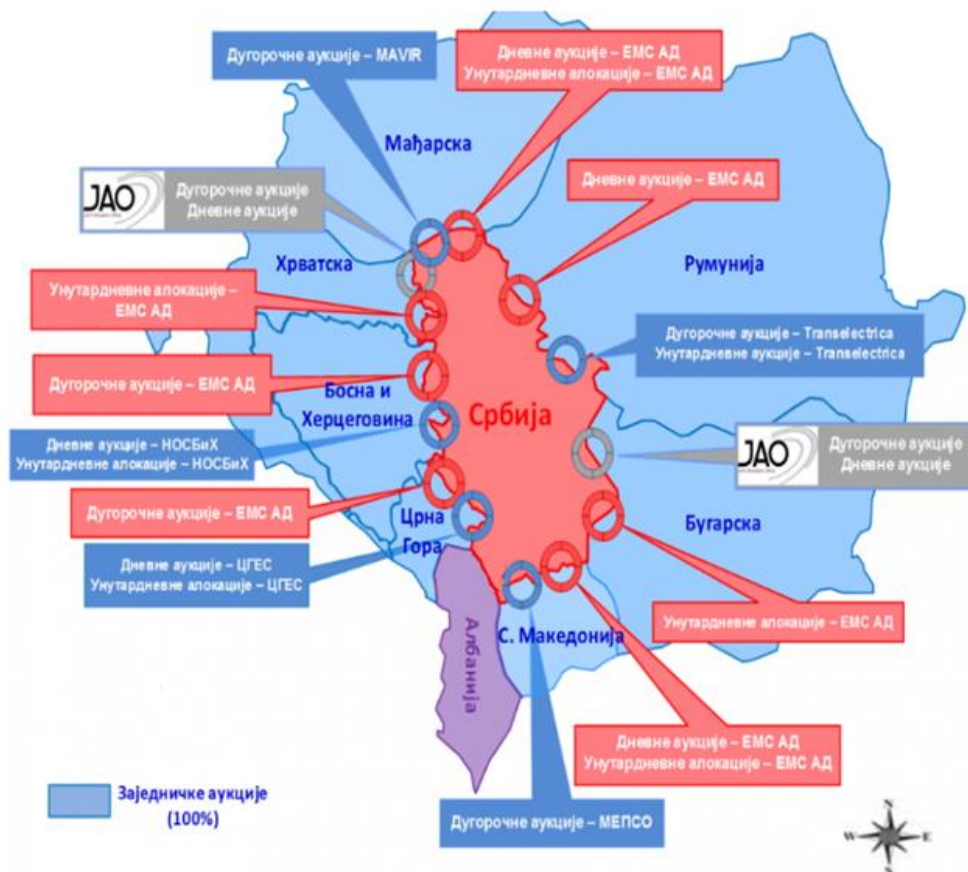 Дугорочне аукције – MAVIR
Дневне аукције – ЕМС АД
Унутардневне алокације – ЕМС АД
Мађарска
JAO
Дугорочне аукције
Дневне аукције
Дневне аукције – ЕМС АД
Хрватска
Румунија
Унутардневне алокације –
ЕМС АД
Дугорочне аукције – Transelectrica
Унутардневне аукције – Transelectrica
Дугорочне аукције – ЕМС АД
Босна и
Херцеговина
Србија
Дневне аукције – НОСБиХ
Унутардневне алокације – НОСБиХ
JAO
Дугорочне аукције
Дневне аукције
Дугорочне аукције – ЕМС АД
Црна
Гора
Бугарска
Дневне аукције – ЦГЕС
Унутардневне алокације – ЦГЕС
Унутардневне алокације – ЕМС АД
С. Македонија
Албанија
Дневне аукције – ЕМС АД
Унутардневне алокације – ЕМС АД
Заједничке аукције
(100%)
Дугорочне аукције – МЕПСО
N
W
E
S